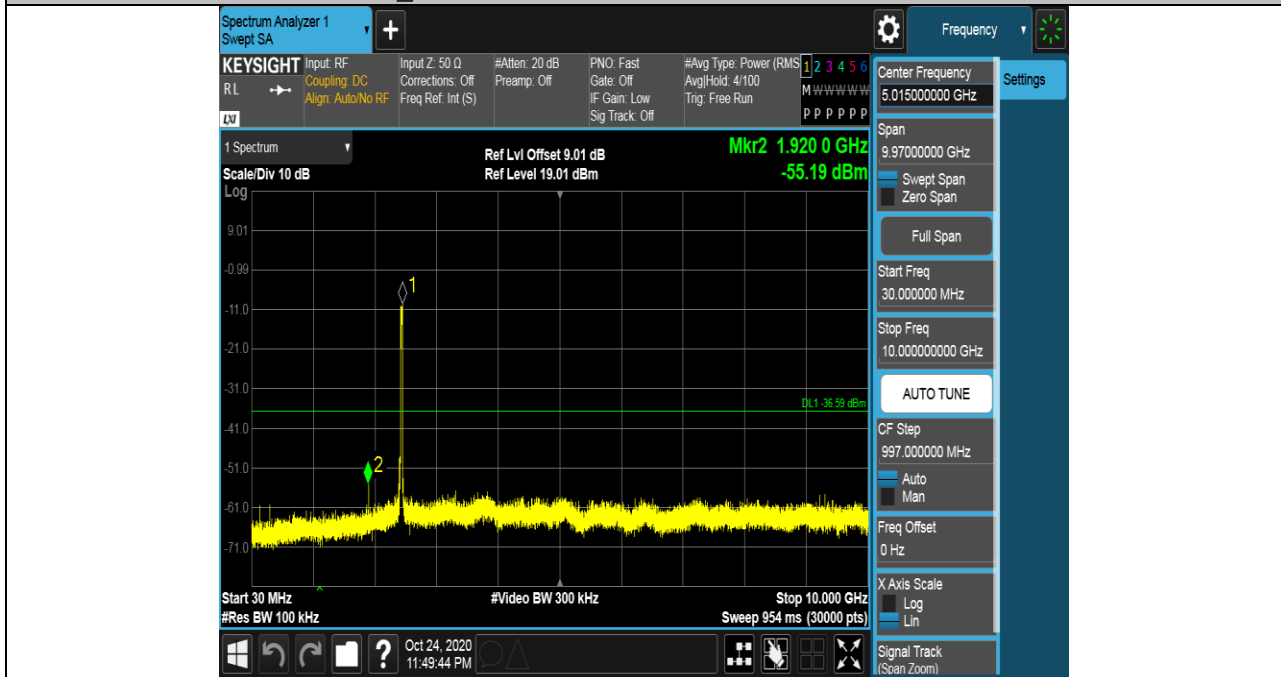 Spectrum Analyzer 1
Swept SA
+
Frequency
KEYSIGHT
RL
LXI
Input: RF
Coupling: DC
Align: Auto/No RF
Input Z: 50 Ω
Corrections: Off
Freq Ref: Int (S)
#Atten: 20 dB
Preamp: Off
PNO: Fast
Gate: Off
IF Gain: Low
Sig Track: Off
#Avg Type: Power (RMS
Avg|Hold: 4/100
Trig: Free Run
1 2 3 4 5 6
M W W W W W
P P P P P P
1 Spectrum
Scale/Div 10 dB
Ref Lvl Offset 9.01 dB
Ref Level 19.01 dBm
Mkr2 1.920 0 GHz
-55.19 dBm
Log
9.01
-0.99
-11.0
-21.0
-31.0
-41.0
-51.0
-61.0
-71.0
1
2
DL1 -36.59 dBm
Start 30 MHz
#Res BW 100 kHz
#Video BW 300 kHz
Stop 10.000 GHz
Sweep 954 ms (30000 pts)
?
Oct 24, 2020
11:49:44 PM
Center Frequency
5.015000000 GHz
Span
9.97000000 GHz
Swept Span
Zero Span
Full Span
Start Freq
30.000000 MHz
Stop Freq
10.000000000 GHz
AUTO TUNE
CF Step
997.000000 MHz
Auto
Man
Freq Offset
0 Hz
X Axis Scale
Log
Lin
Signal Track
(Span Zoom)
Settings